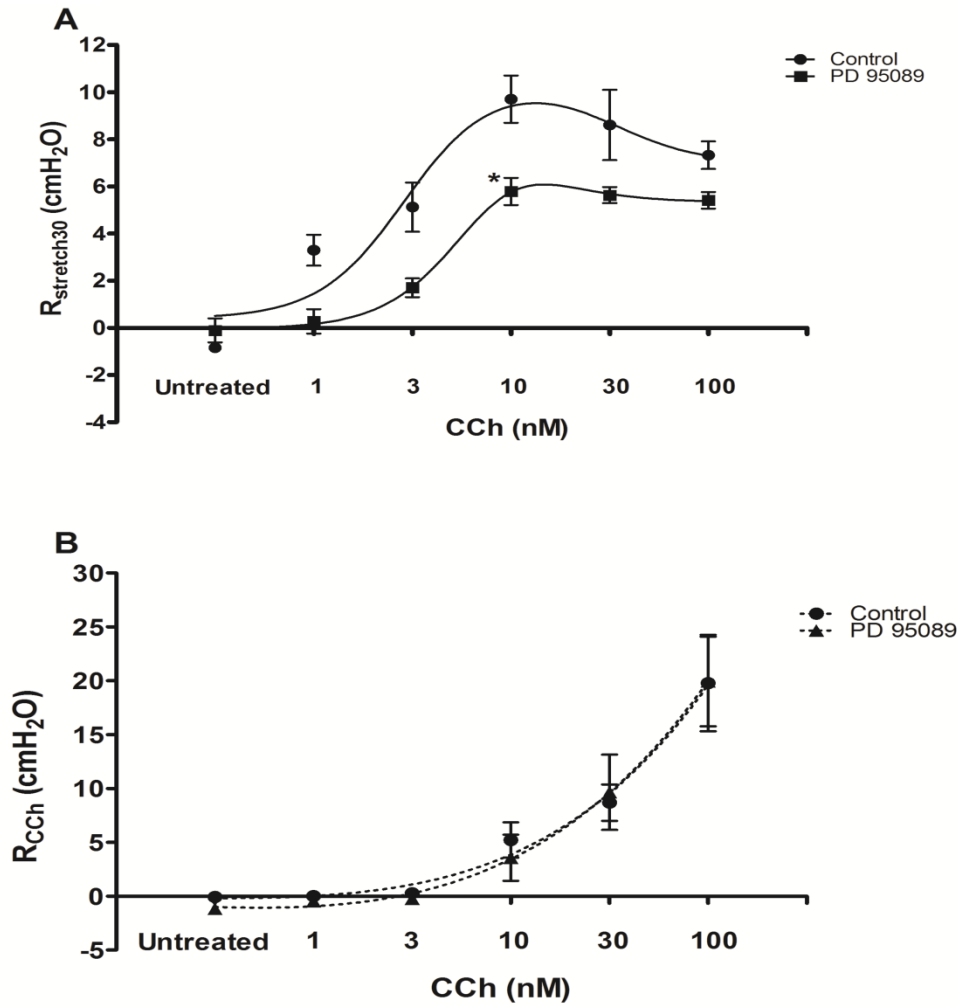 A
12
10
8
6
4
2
0
-2
-4
R_stretch30 (cmH₂O)
*
Untreated 1 3 10 30 100
CCh (nM)
Control
PD 95089
B
30
25
20
15
10
5
0
-5
R_CCh (cmH₂O)
Untreated 1 3 10 30 100
CCh (nM)
Control
PD 95089